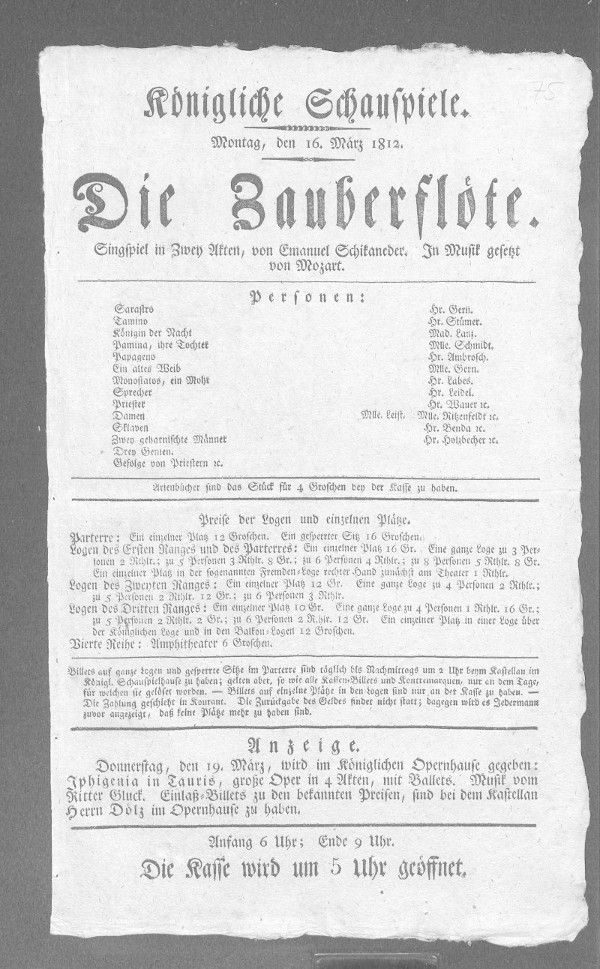 75
Königliche Schauspiele.
Montag, den 16. März 1812.
Die Zauberflöte.
Singspiel in Zwey Akten, von Emanuel Schikaneder. In Musik gesetzt
von Mozart.
Personen:
Sarastro Hr. Gern.
Tamino Hr. Stümer.
Königin der Nacht Mad. Lanz.
Pamina, ihre Tochter Mlle. Schmidt.
Papageno Hr. Ambrosch.
Ein altes Weib Mlle. Gern.
Monostatos, ein Mohr Hr. Labes.
Sprecher Hr. Leidel.
Priester Hr. Wauer ꝛc.
Damen Mlle. Leist. Mlle. Ritzenfeldt ꝛc.
Sklaven Hr. Benda ꝛc.
Zwey geharnischte Männer Hr. Holzbecher ꝛc.
Drey Genien.
Gefolge von Priestern ꝛc.
Arienbücher sind das Stück für 4 Groschen bey der Kasse zu haben.
Preise der Logen und einzelnen Plätze.
Parterre: Ein einzelner Platz 12 Groschen. Ein gesperrter Sitz 16 Groschen.
Logen des Ersten Ranges und des Parterres: Ein einzelner Platz 16 Gr. Eine ganze Loge zu 3 Per-
sonen 2 Rthlr.; zu 5 Personen 3 Rthlr. 8 Gr.; zu 6 Personen 4 Rthlr.; zu 8 Personen 5 Rthlr. 8 Gr.
Ein einzelner Platz in der sogenannten Fremden-Loge rechter Hand zunächst am Theater 1 Rthlr.
Logen des Zweyten Ranges: Ein einzelner Platz 12 Gr. Eine ganze Loge zu 4 Personen 2 Rthlr.;
zu 5 Personen 2 Rthlr. 12 Gr.; zu 6 Personen 3 Rthlr.
Logen des Dritten Ranges: Ein einzelner Platz 10 Gr. Eine ganze Loge zu 4 Personen 1 Rthlr. 16 Gr.;
zu 5 Personen 2 Rthlr. 2 Gr.; zu 6 Personen 2 Rthlr. 12 Gr. Ein einzelner Platz in einer Loge über
der Königlichen Loge und in den Balkon-Logen 12 Groschen.
Vierte Reihe: Amphitheater 6 Groschen.
Billets auf ganze Logen und gesperrte Sitze im Parterre sind täglich des Nachmittags um 2 Uhr beym Kastellan im
Königl. Schauspielhause zu haben; gelten aber, so wie alle Kassen-Billets und Kontremarquen, nur an dem Tage,
für welchen sie gelöset worden. — Billets auf einzelne Plätze in den Logen sind nur an der Kasse zu haben. —
Die Zahlung geschieht in Kourant. Die Zurückgabe des Geldes findet nicht statt; dagegen wird es Jedermann
zuvor angezeigt, daß keine Plätze mehr zu haben sind.
Anzeige.
Donnerstag, den 19. März, wird im Königlichen Opernhause gegeben:
Iphigenia in Tauris, große Oper in 4 Akten, mit Ballets. Musik vom
Ritter Gluck. Einlaß-Billets zu den bekannten Preisen, sind bei dem Kastellan
Herrn Dölz im Opernhause zu haben.
Anfang 6 Uhr; Ende 9 Uhr.
Die Kasse wird um 5 Uhr geöffnet.